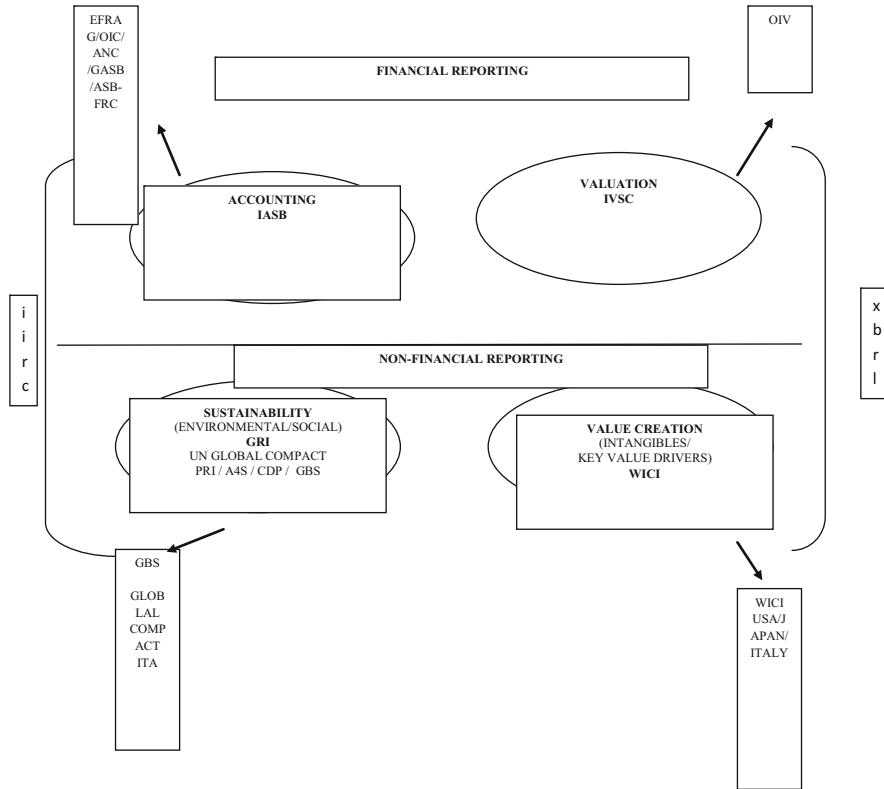 EFRA
G/OIC/
ANC
/GASB
/ASB-
FRC
FINANCIAL REPORTING
OIV
ACCOUNTING
IASB
VALUATION
IVSC
i
i
r
c
x
b
r
l
NON-FINANCIAL REPORTING
SUSTAINABILITY
(ENVIRONMENTAL/SOCIAL)
GRI
UN GLOBAL COMPACT
PRI / A4S / CDP / GBS
VALUE CREATION
(INTANGIBLES/
KEY VALUE DRIVERS)
WICI
GBS
GLOB
LAL
COMP
ACT
ITA
WICI
USA/J
APAN/
ITALY